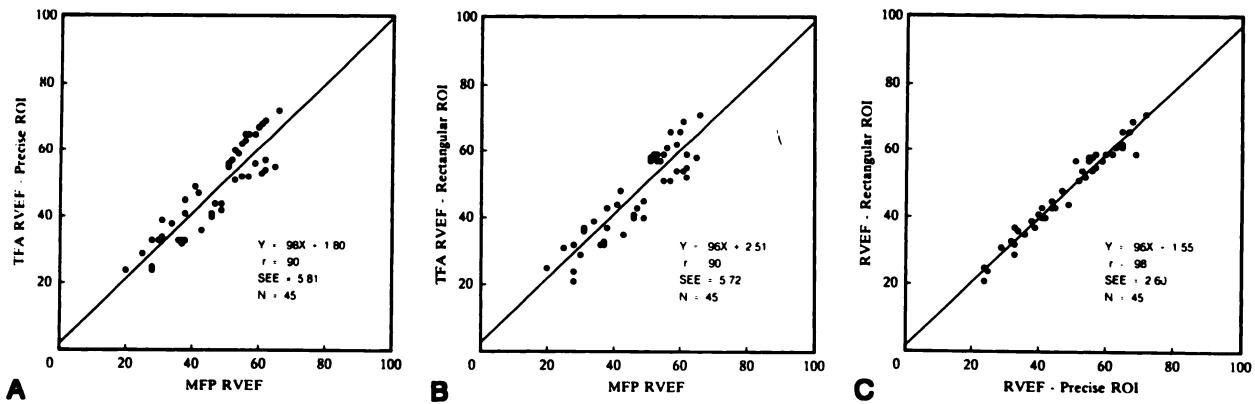 100
80
60
40
20
0
20
40
60
80
100
TFA RVEF - Precise ROI
MFP RVEF
Y = 98X + 1 80
r = 90
SEE = 5 81
N = 45
A
100
80
60
40
20
0
20
40
60
80
100
TFA RVEF - Rectangular ROI
MFP RVEF
Y - 96X + 2 51
r 90
SEE = 5 72
N = 45
B
100
80
60
40
20
0
20
40
60
80
100
RVEF - Rectangular ROI
RVEF - Precise ROI
Y = 96X + 1 55
r - 98
SEE = 2 60
N = 45
C